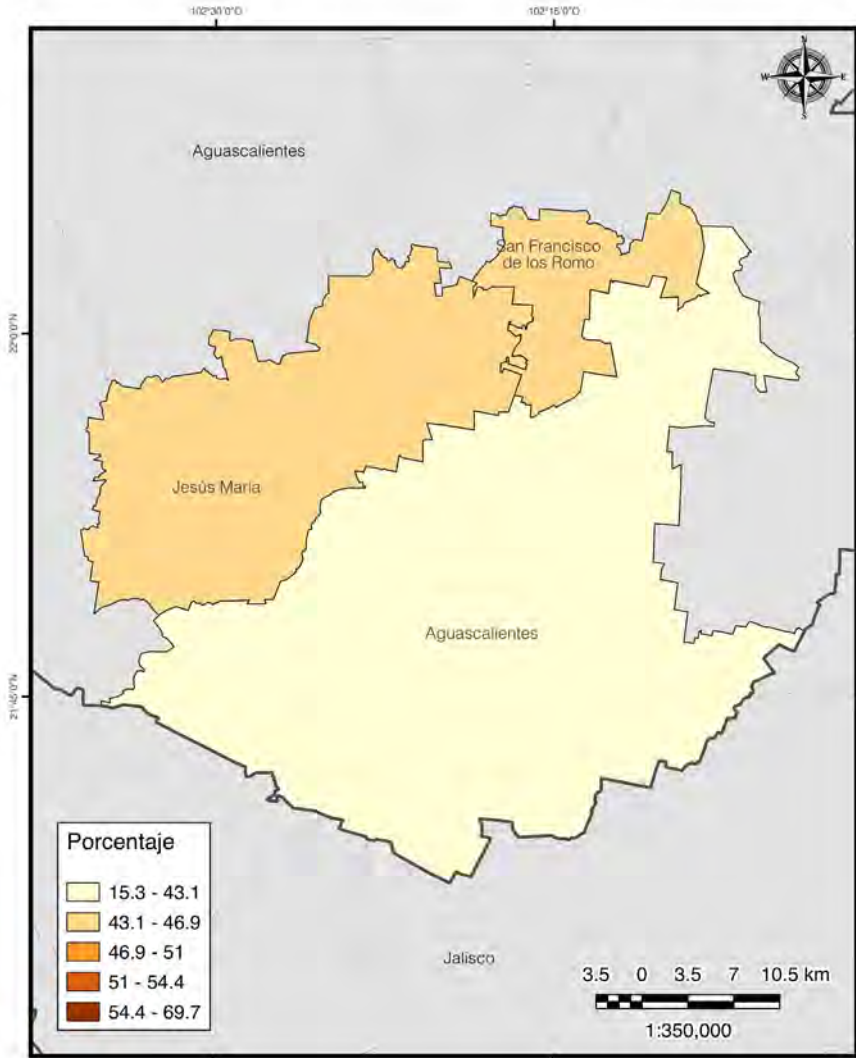 102°30'0"O
102°15'0"O
N
W
E
S
Aguascalientes
San Francisco
de los Romo
22°0'0"N
Jesús María
Aguascalientes
21°45'0"N
Porcentaje
15.3 - 43.1
43.1 - 46.9
46.9 - 51
51 - 54.4
54.4 - 69.7
Jalisco
3.5 0 3.5 7 10.5 km
1:350,000